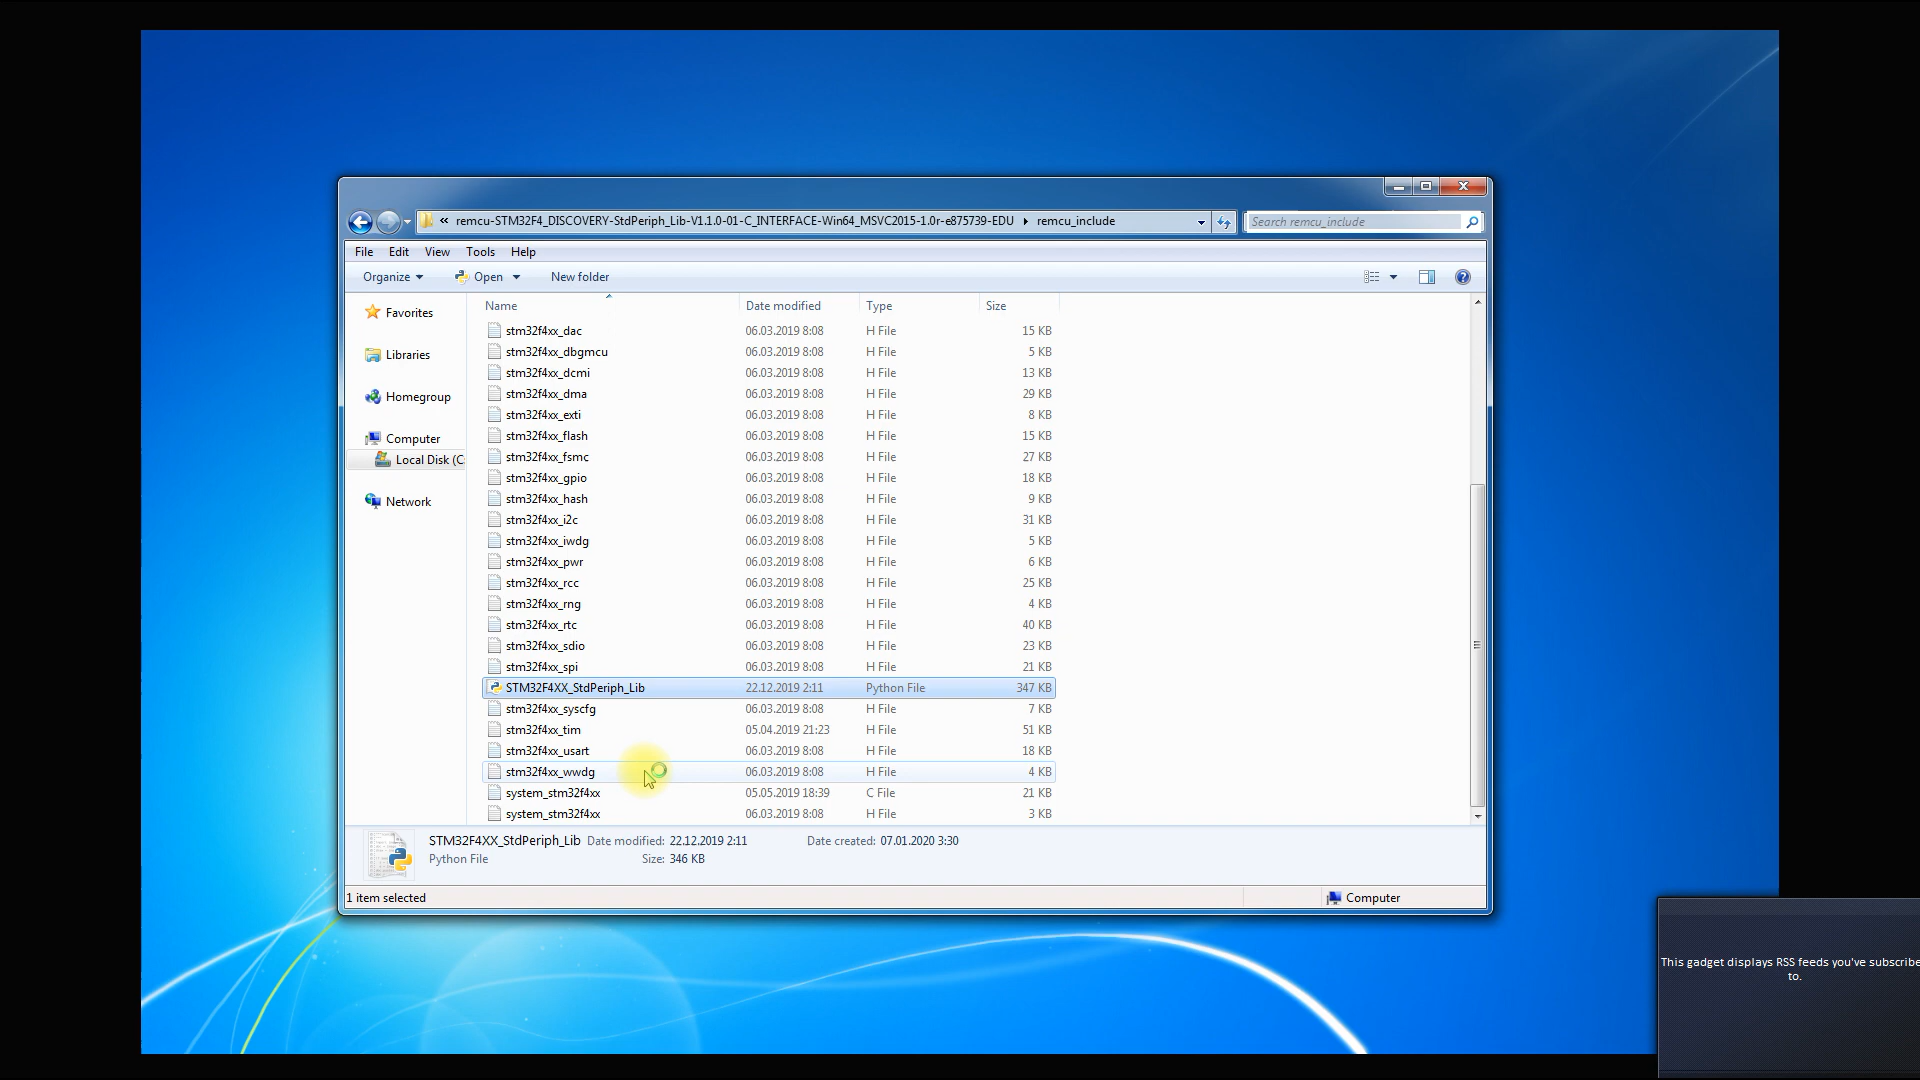 « remcu-STM32F4_DISCOVERY-StdPeriph_Lib-V1.1.0-01-C_INTERFACE-Win64_MSVC2015-1.0r-e875739-EDU remcu_include Search remcu_include
File Edit View Tools Help
Organize Open New folder
Name Date modified Type Size
Favorites
Libraries
Homegroup
Computer
Local Disk (C:
Network
stm32f4xx_dac 06.03.2019 8:08 H File 15 KB
stm32f4xx_dbgmcu 06.03.2019 8:08 H File 5 KB
stm32f4xx_dcmi 06.03.2019 8:08 H File 13 KB
stm32f4xx_dma 06.03.2019 8:08 H File 29 KB
stm32f4xx_exti 06.03.2019 8:08 H File 8 KB
stm32f4xx_flash 06.03.2019 8:08 H File 15 KB
stm32f4xx_fsmc 06.03.2019 8:08 H File 27 KB
stm32f4xx_gpio 06.03.2019 8:08 H File 18 KB
stm32f4xx_hash 06.03.2019 8:08 H File 9 KB
stm32f4xx_i2c 06.03.2019 8:08 H File 31 KB
stm32f4xx_iwdg 06.03.2019 8:08 H File 5 KB
stm32f4xx_pwr 06.03.2019 8:08 H File 6 KB
stm32f4xx_rcc 06.03.2019 8:08 H File 25 KB
stm32f4xx_rng 06.03.2019 8:08 H File 4 KB
stm32f4xx_rtc 06.03.2019 8:08 H File 40 KB
stm32f4xx_sdio 06.03.2019 8:08 H File 23 KB
stm32f4xx_spi 06.03.2019 8:08 H File 21 KB
STM32F4XX_StdPeriph_Lib 22.12.2019 2:11 Python File 347 KB
stm32f4xx_syscfg 06.03.2019 8:08 H File 7 KB
stm32f4xx_tim 05.04.2019 21:23 H File 51 KB
stm32f4xx_usart 06.03.2019 8:08 H File 18 KB
stm32f4xx_wwdg 06.03.2019 8:08 H File 4 KB
system_stm32f4xx 05.05.2019 18:39 C File 21 KB
system_stm32f4xx 06.03.2019 8:08 H File 3 KB
STM32F4XX_StdPeriph_Lib Date modified: 22.12.2019 2:11 Date created: 07.01.2020 3:30
Python File Size: 346 KB
1 item selected Computer
This gadget displays RSS feeds you've subscribe
to.